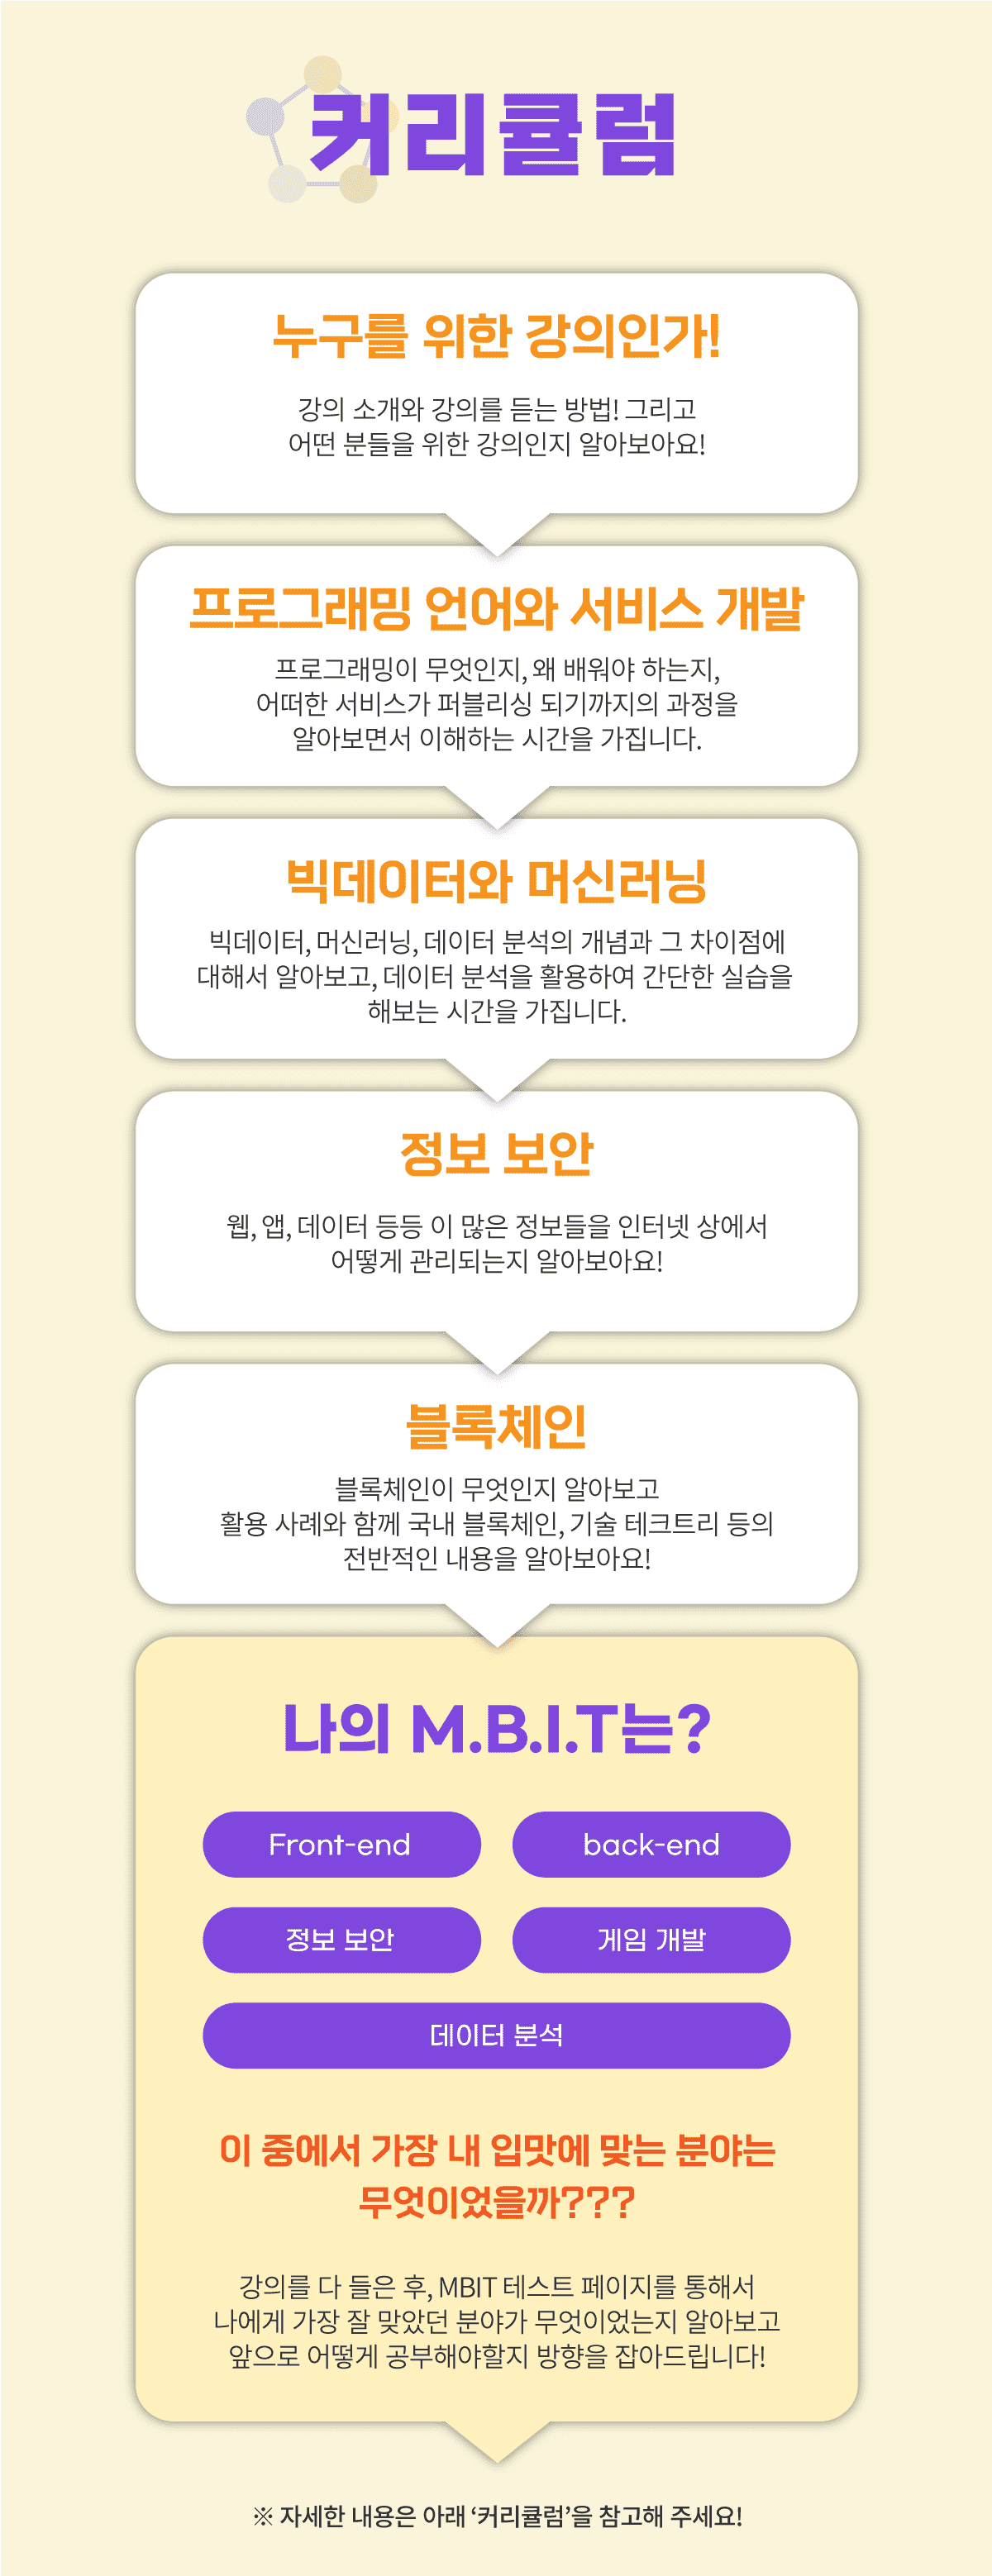 커리큘럼
누구를 위한 강의인가!
강의 소개와 강의를 듣는 방법! 그리고
어떤 분들을 위한 강의인지 알아보아요!
프로그래밍 언어와 서비스 개발
프로그래밍이 무엇인지, 왜 배워야 하는지,
어떠한 서비스가 퍼블리싱 되기까지의 과정을
알아보면서 이해하는 시간을 가집니다.
빅데이터와 머신러닝
빅데이터, 머신러닝, 데이터 분석의 개념과 그 차이점에
대해서 알아보고, 데이터 분석을 활용하여 간단한 실습을
해보는 시간을 가집니다.
정보 보안
웹, 앱, 데이터 등등 이 많은 정보들을 인터넷 상에서
어떻게 관리되는지 알아보아요!
블록체인
블록체인이 무엇인지 알아보고
활용 사례와 함께 국내 블록체인, 기술 테크트리 등의
전반적인 내용을 알아보아요!
나의 M.B.I.T는?
Front-end
back-end
정보 보안
게임 개발
데이터 분석
이 중에서 가장 내 입맛에 맞는 분야는
무엇이었을까???
강의를 다 들은 후, MBIT 테스트 페이지를 통해서
나에게 가장 잘 맞았던 분야가 무엇이었는지 알아보고
앞으로 어떻게 공부해야할지 방향을 잡아드립니다!
※ 자세한 내용은 아래 ‘커리큘럼’을 참고해 주세요!